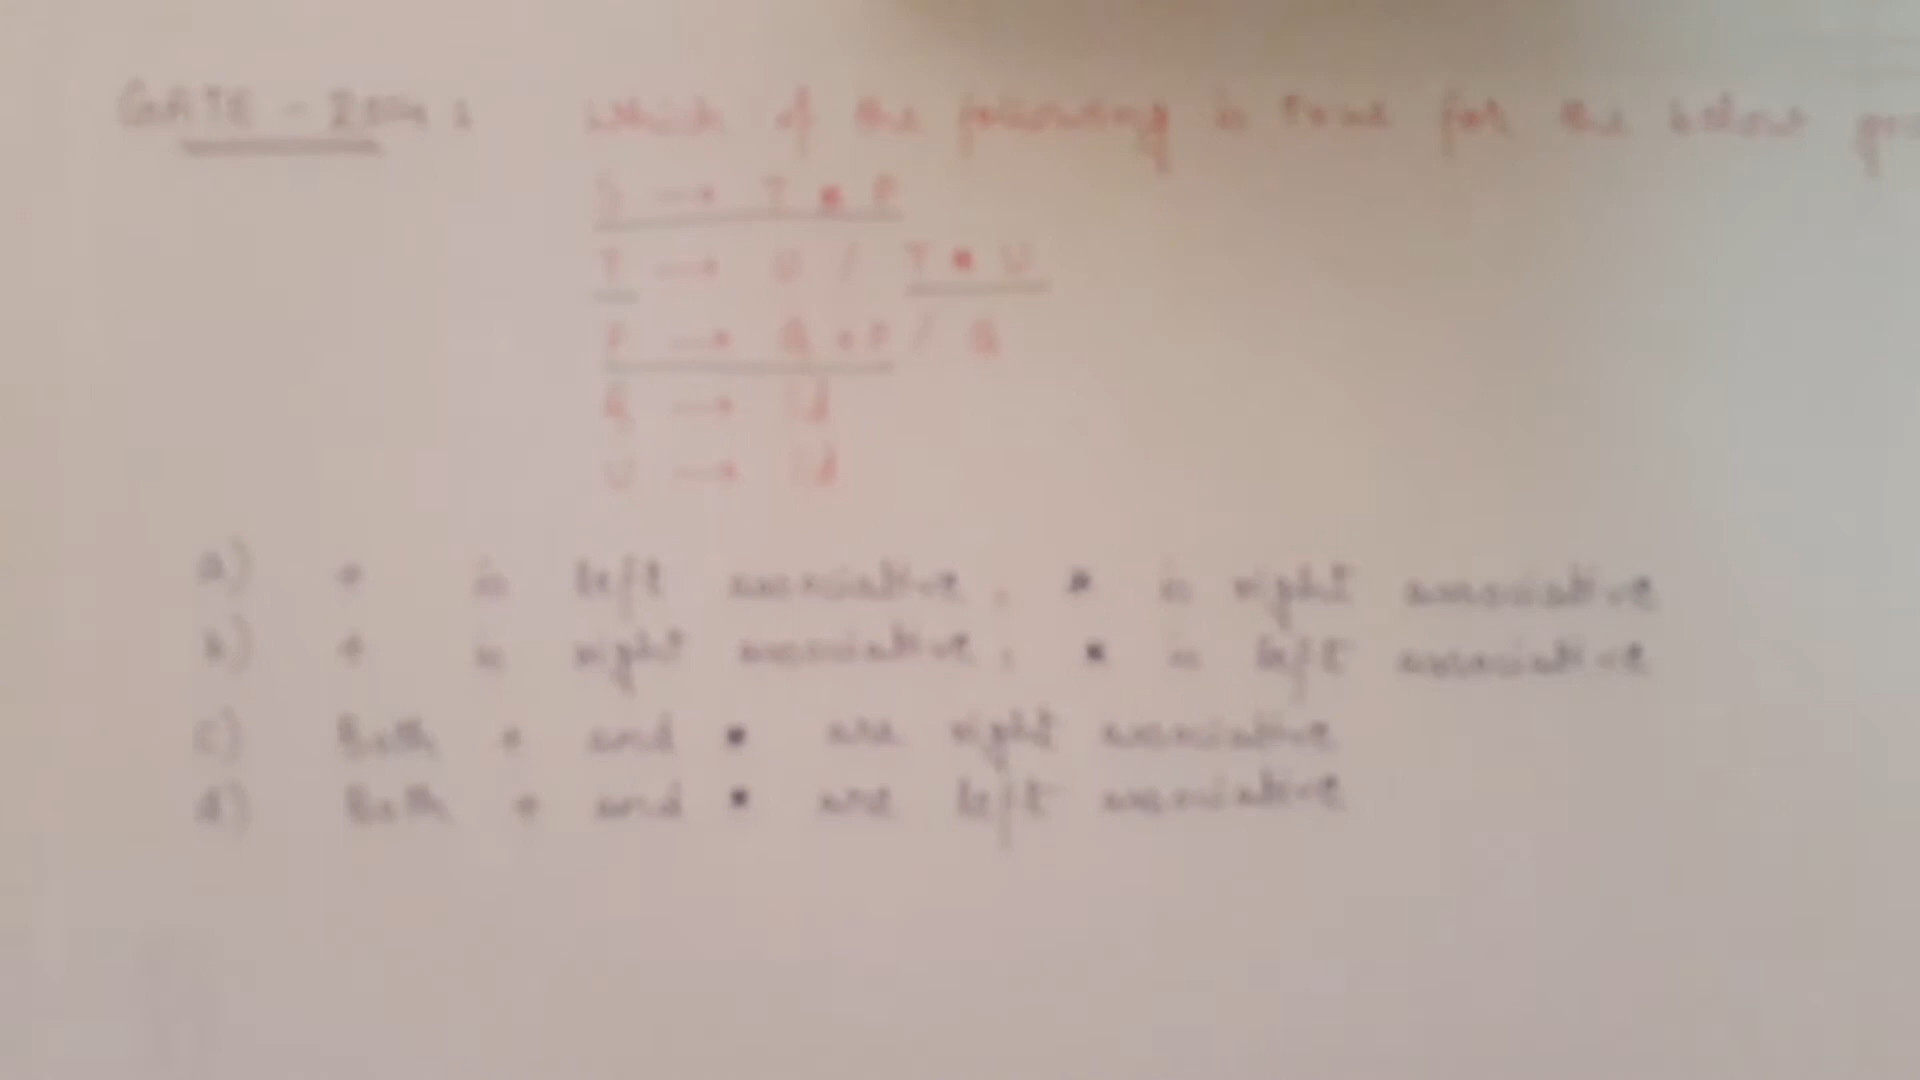 GATE - 2014 : Which of the following is true for the below
S → T * P
T → U / T * U
P → Q + P / Q
Q → Id
U → Id
a) + is left associative, * is right associative
b) + is right associative, * is left associative
c) Both + and * are right associative
d) Both + and * are left associative